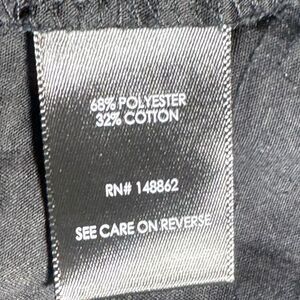 68% POLYESTER
32% COTTON
RN# 148862
SEE CARE ON REVERSE